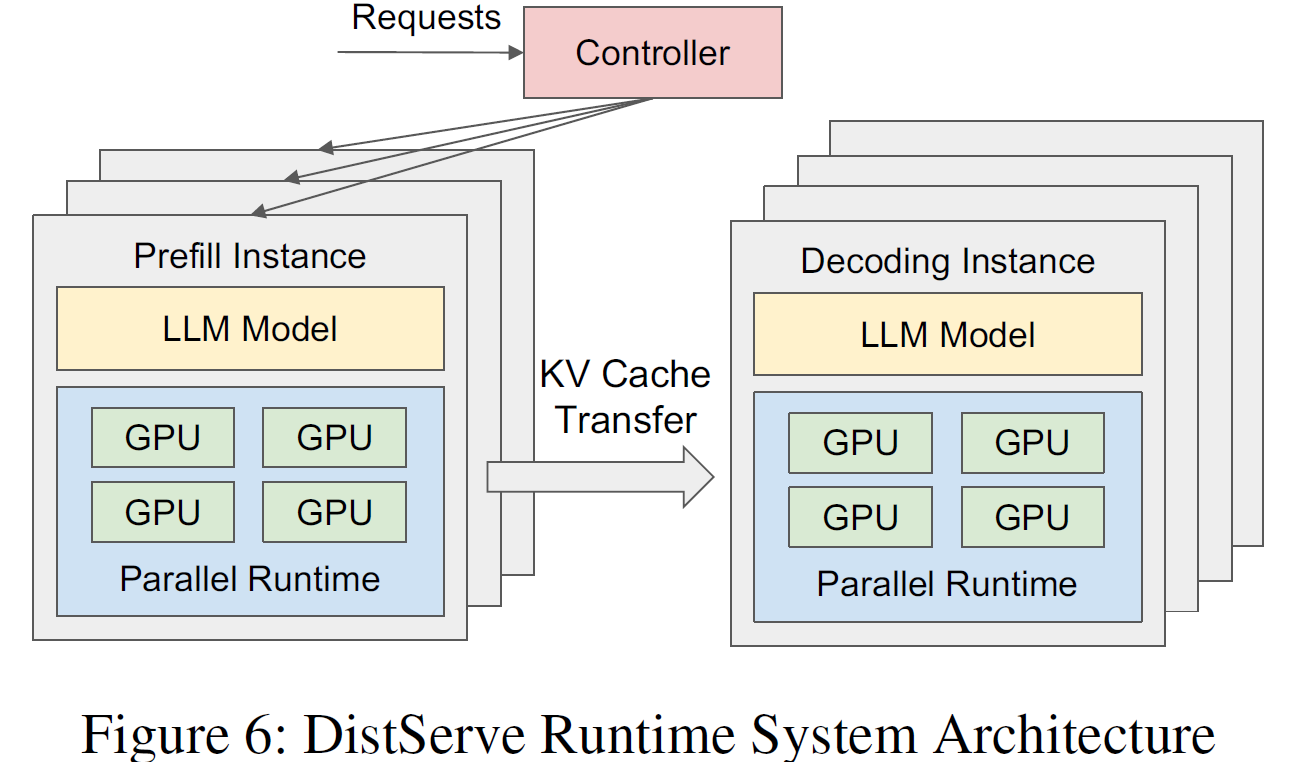 Requests
Controller
Prefill Instance
LLM Model
GPU GPU
GPU GPU
Parallel Runtime
KV Cache
Transfer
Decoding Instance
LLM Model
GPU GPU
GPU GPU
Parallel Runtime
Figure 6: DistServe Runtime System Architecture